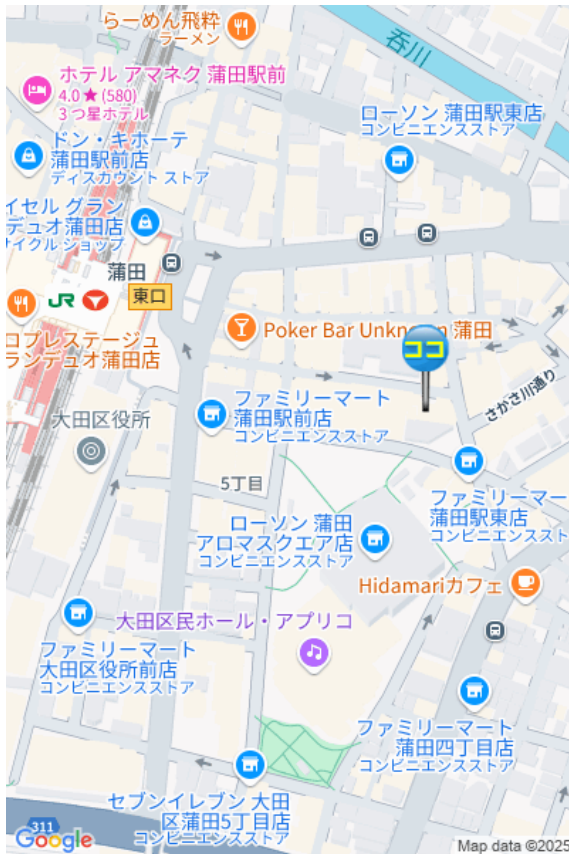 らーめん飛粋
ラーメン
呑川
ホテル アマネク 蒲田駅前
4.0 ★ (580)
3 つ星ホテル
ローソン 蒲田駅東店
コンビニエンスストア
ドン・キホーテ
蒲田駅前店
ディスカウント ストア
イセル グラン
デュオ蒲田店
サイクル ショップ
蒲田
東口
JR
Poker Bar Unknown 蒲田
コプレステージュ
ランデュオ蒲田店
ココ
さかさ川通り
ファミリーマート
蒲田駅前店
コンビニエンスストア
大田区役所
5丁目
ファミリーマー
蒲田駅東店
コンビニエンスト
ローソン 蒲田
アロマスクエア店
コンビニエンスストア
Hidamariカフェ
大田区民ホール・アプリコ
ファミリーマート
大田区役所前店
コンビニエンスストア
ファミリーマート
蒲田四丁目店
コンビニエンスストア
セブンイレブン 大田
区蒲田5丁目店
コンビニエンスストア
311
Google
Map data ©2025